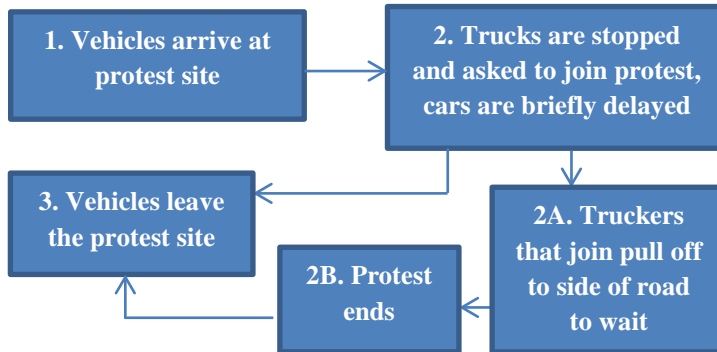 1. Vehicles arrive at
protest site
2. Trucks are stopped
and asked to join protest,
cars are briefly delayed
2A. Truckers
that join pull off
to side of road
to wait
2B. Protest
ends
3. Vehicles leave
the protest site